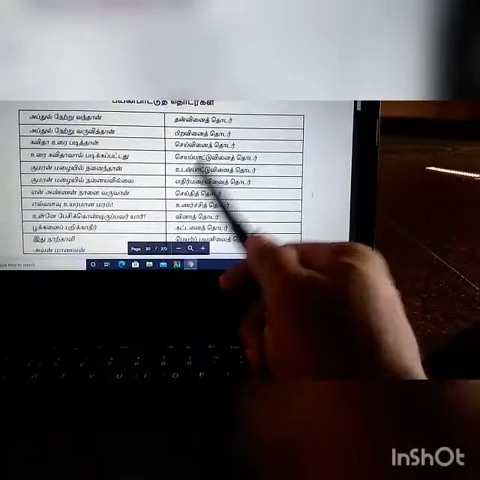 பயன்பாட்டுத் தொடர்கள்
அப்துல் நேற்று வந்தான் தன்வினைத் தொடர்
அப்துல் நேற்று வருவித்தான் பிறவினைத் தொடர்
கவிதா உரை படித்தாள் செய்வினைத் தொடர்
உரை கவிதாவால் படிக்கப்பட்டது செயப்பாட்டுவினைத் தொடர்
குமரன் மழையில் நனைந்தான் உடன்பாட்டுவினைத் தொடர்
குமரன் மழையில் நனையவில்லை எதிர்மறைவினைத் தொடர்
என் அண்ணன் நாளை வருவான் செய்தித் தொடர்
எவ்வளவு உயரமான மரம்! உணர்ச்சித் தொடர்
உள்ளே பேசிக்கொண்டிருப்பவர் யார்? வினாத் தொடர்
பூக்களைப் பறிக்காதீர் கட்டளைத் தொடர்
இது நாற்காலி பெயர்ப் பயனிலைத்
அவன் மாணவன்
Page 30 / 272
InShOt